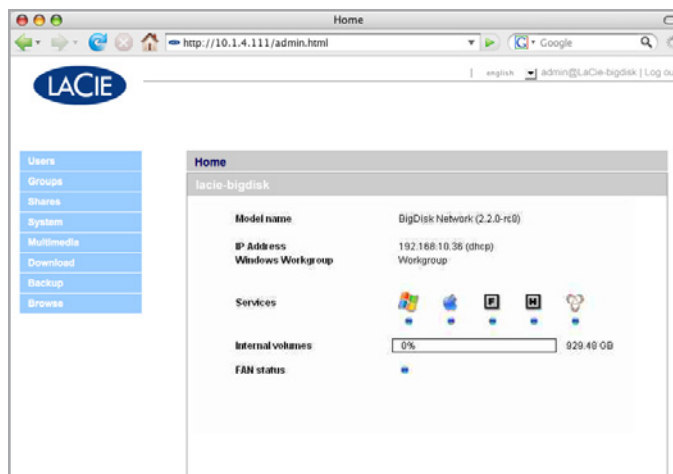 Home
http://10.1.4.111/admin.html
G Google
LACIE
english admin@LaCie-bigdisk | Log ou
Users
Groups
Shares
System
Multimedia
Download
Backup
Browse
Home
lacie-bigdisk
Model name BigDisk Network (2.2.0-rc8)
IP Address 192.168.10.36 (dhcp)
Windows Workgroup Workgroup
Services F H
Internal volumes 0% 929.48 GB
FAN status